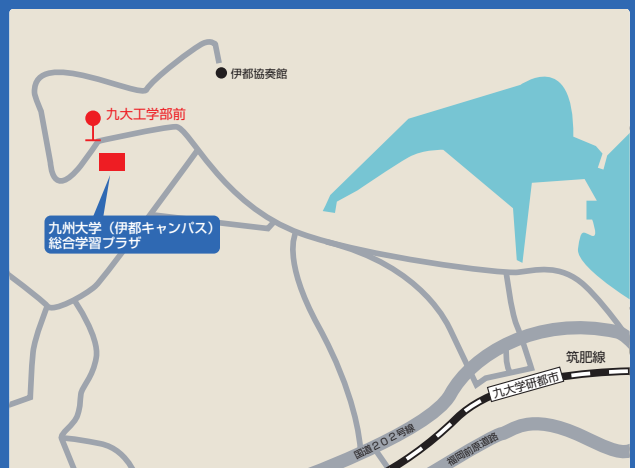 伊都協奏館
九大工学部前
九州大学（伊都キャンパス）
総合学習プラザ
筑肥線
九大学研都市
国道202号線
福岡前原道路